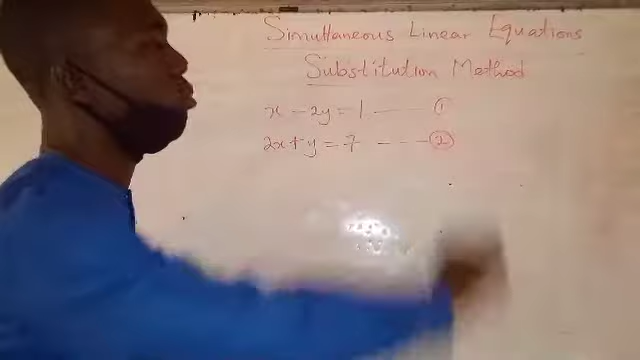 Simultaneous Linear Equations
Substitution Method
x - 2y = 1 ------ ①
2x + y = 7 ---- ②